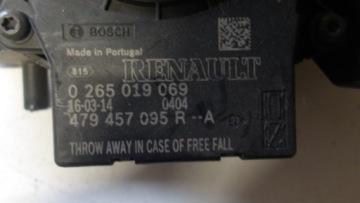 BOSCH
Made in Portugal
815 RENAULT
0 265 019 069
16-03-14 0404
479 457 095 R --A
THROW AWAY IN CASE OF FREE FALL